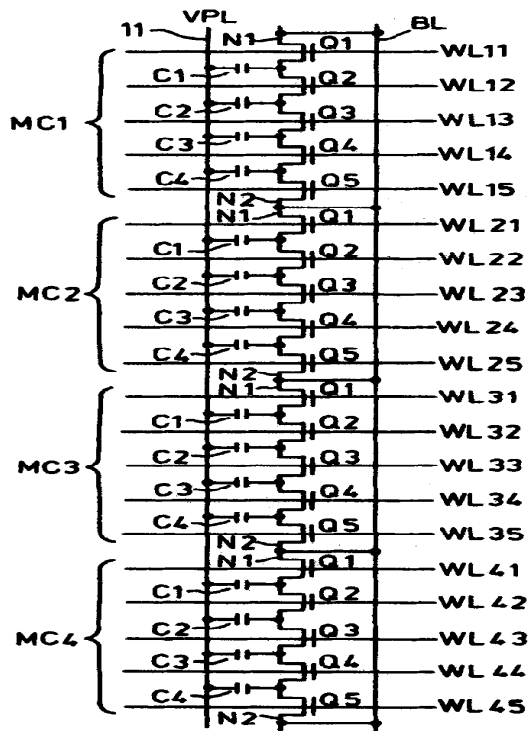 VPL
11 N1 BL
Q1 WL11
C1
Q2 WL12
C2
MC1 Q3 WL13
C3
Q4 WL14
C4
Q5 WL15
N2
N1
Q1 WL21
C1
Q2 WL22
C2
MC2 Q3 WL23
C3
Q4 WL24
C4
Q5 WL25
N2
N1
Q1 WL31
C1
Q2 WL32
C2
MC3 Q3 WL33
C3
Q4 WL34
C4
Q5 WL35
N2
N1
Q1 WL41
C1
Q2 WL42
C2
MC4 Q3 WL43
C3
Q4 WL44
C4
Q5 WL45
N2